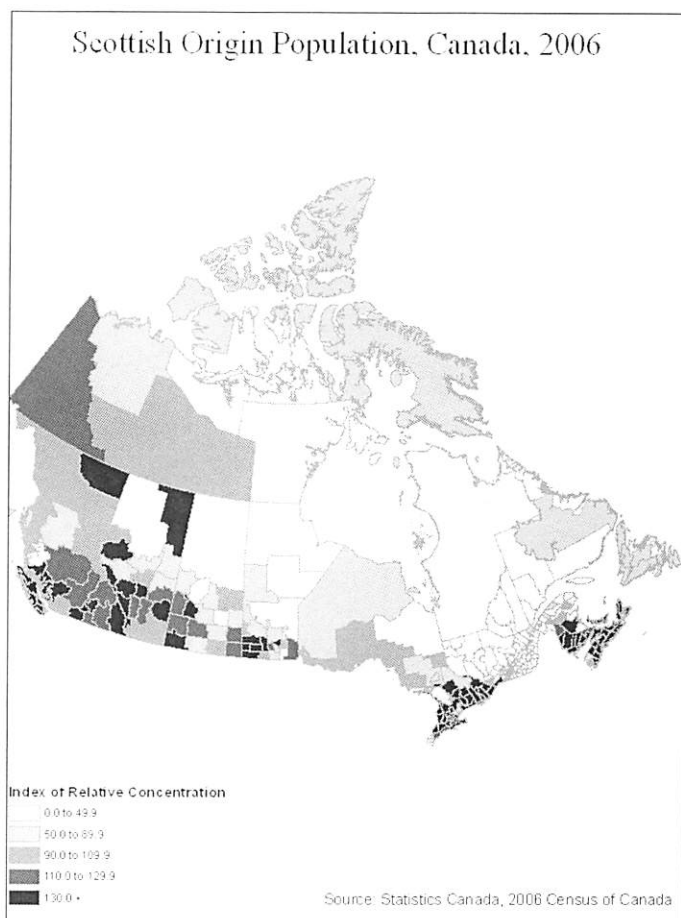 Scottish Origin Population, Canada, 2006
Index of Relative Concentration
0.0 to 49.9
50.0 to 89.9
90.0 to 109.9
110.0 to 129.9
130.0 +
Source: Statistics Canada, 2006 Census of Canada